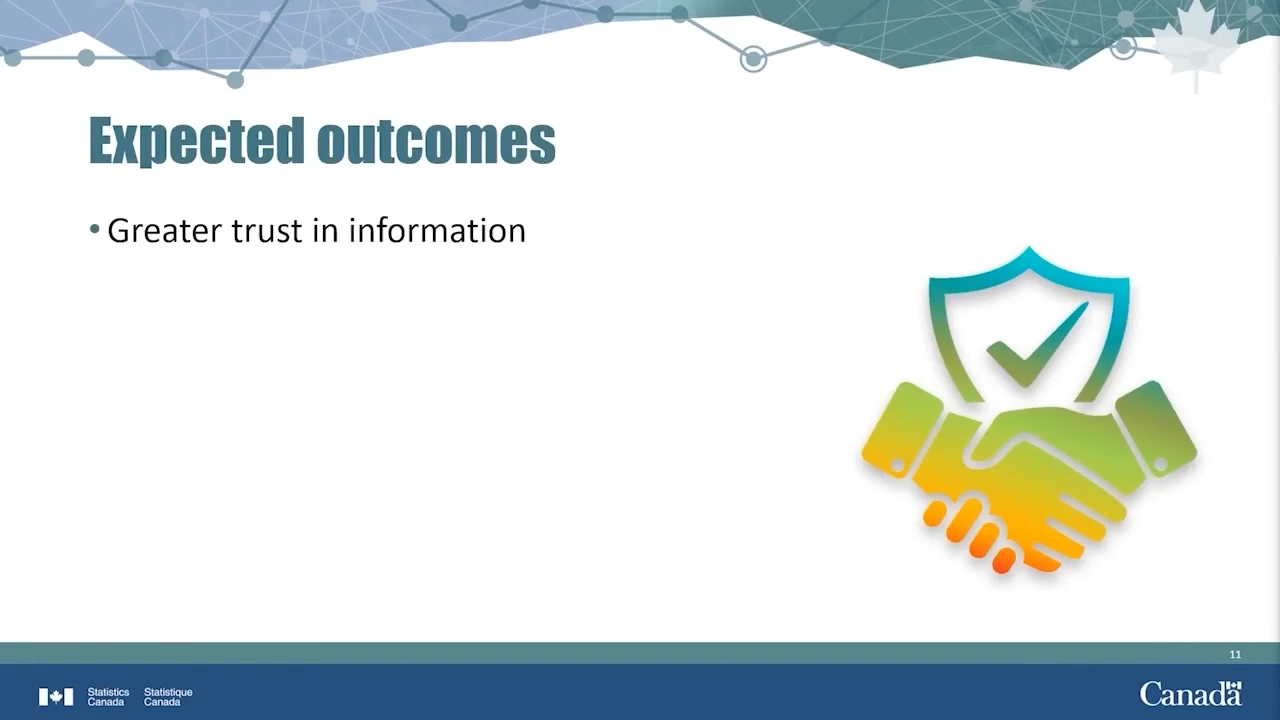 Expected outcomes
• Greater trust in information
11
Statistics Canada
Statistique Canada
Canada